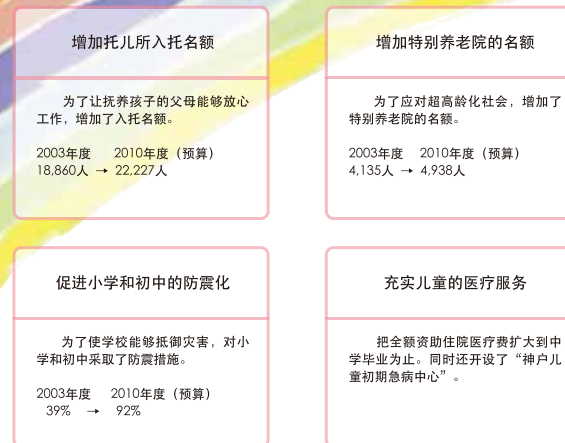 增加托儿所入托名额
为了让抚养孩子的父母能够放心
工作，增加了入托名额。
2003年度 2010年度（预算）
18,860人 → 22,227人
增加特别养老院的名额
为了应对超高龄化社会，增加了
特别养老院的名额。
2003年度 2010年度（预算）
4,135人 → 4,938人
促进小学和初中的防震化
为了使学校能够抵御灾害，对小
学和初中采取了防震措施。
2003年度 2010年度（预算）
39% → 92%
充实儿童的医疗服务
把全额资助住院医疗费扩大到中
学毕业为止。同时还开设了“神户儿
童初期急病中心”。